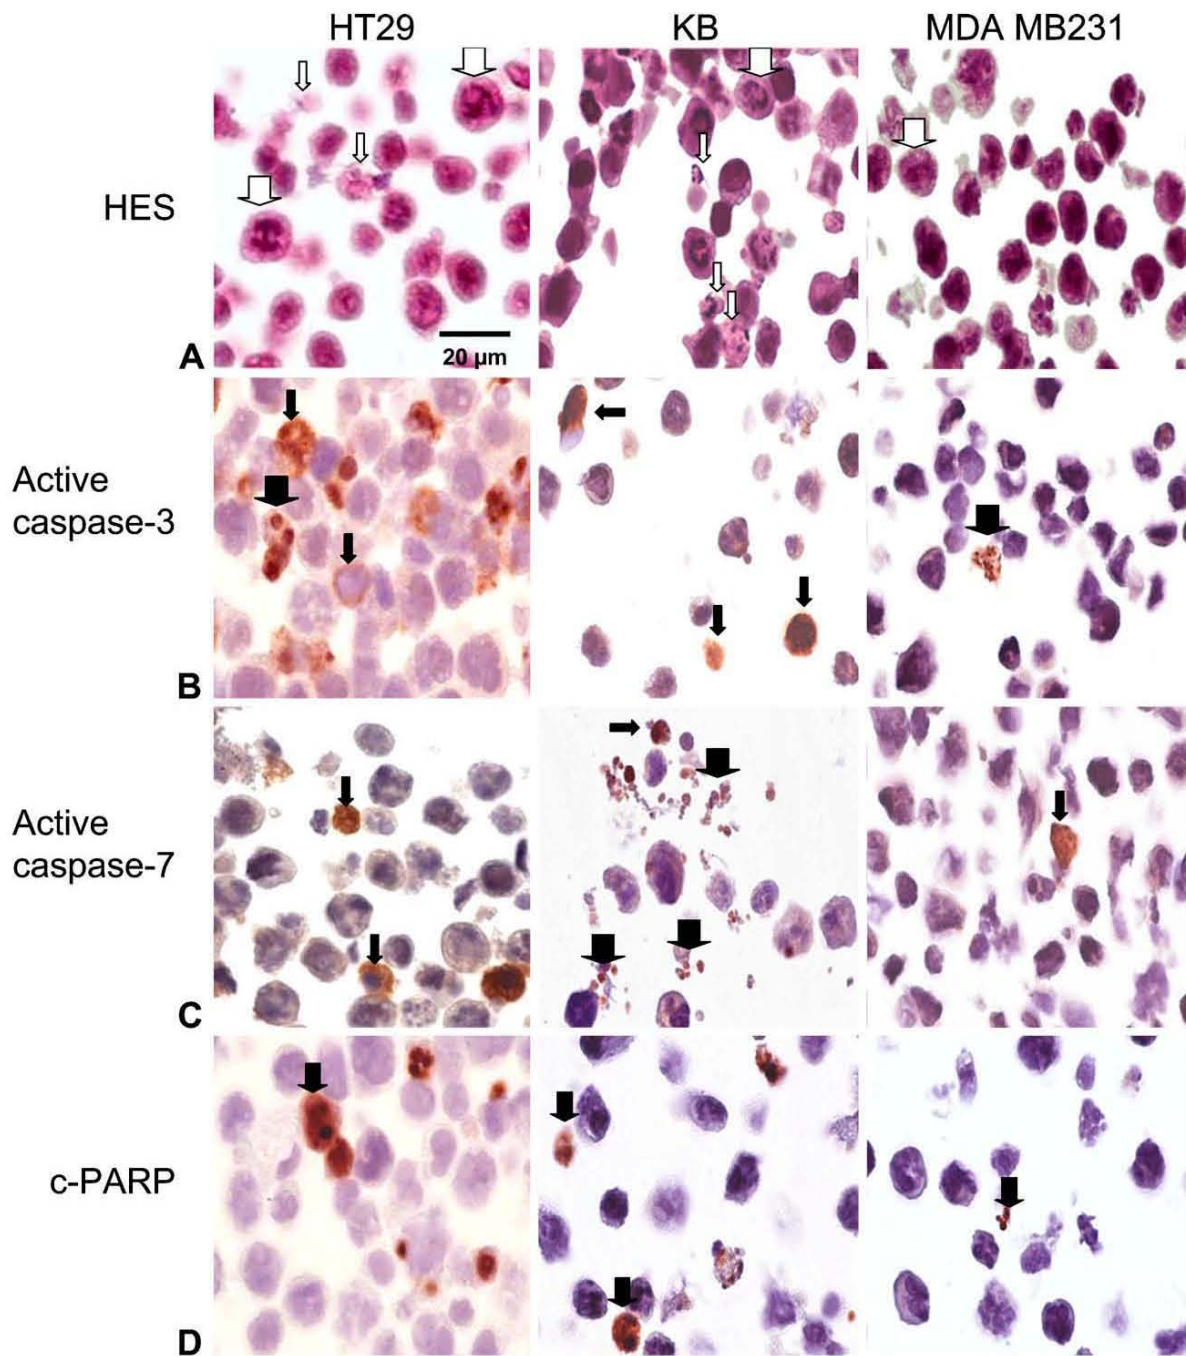 HT29 KB MDA MB231
HES
A
20 µm
Active
caspase-3
B
Active
caspase-7
C
c-PARP
D